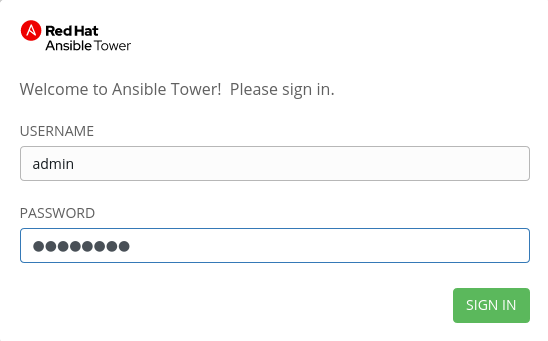 Red Hat
Ansible Tower
Welcome to Ansible Tower!  Please sign in.
USERNAME
admin
PASSWORD
●●●●●●●●
SIGN IN